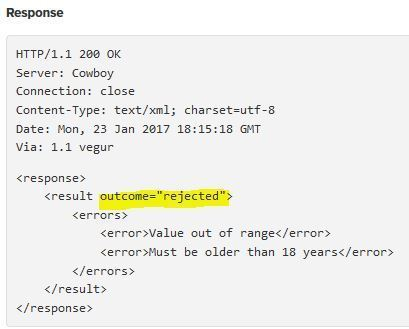 Response
HTTP/1.1 200 OK
Server: Cowboy
Connection: close
Content-Type: text/xml; charset=utf-8
Date: Mon, 23 Jan 2017 18:15:18 GMT
Via: 1.1 vegur
<response>
    <result outcome="rejected">
        <errors>
            <error>Value out of range</error>
            <error>Must be older than 18 years</error>
        </errors>
    </result>
</response>